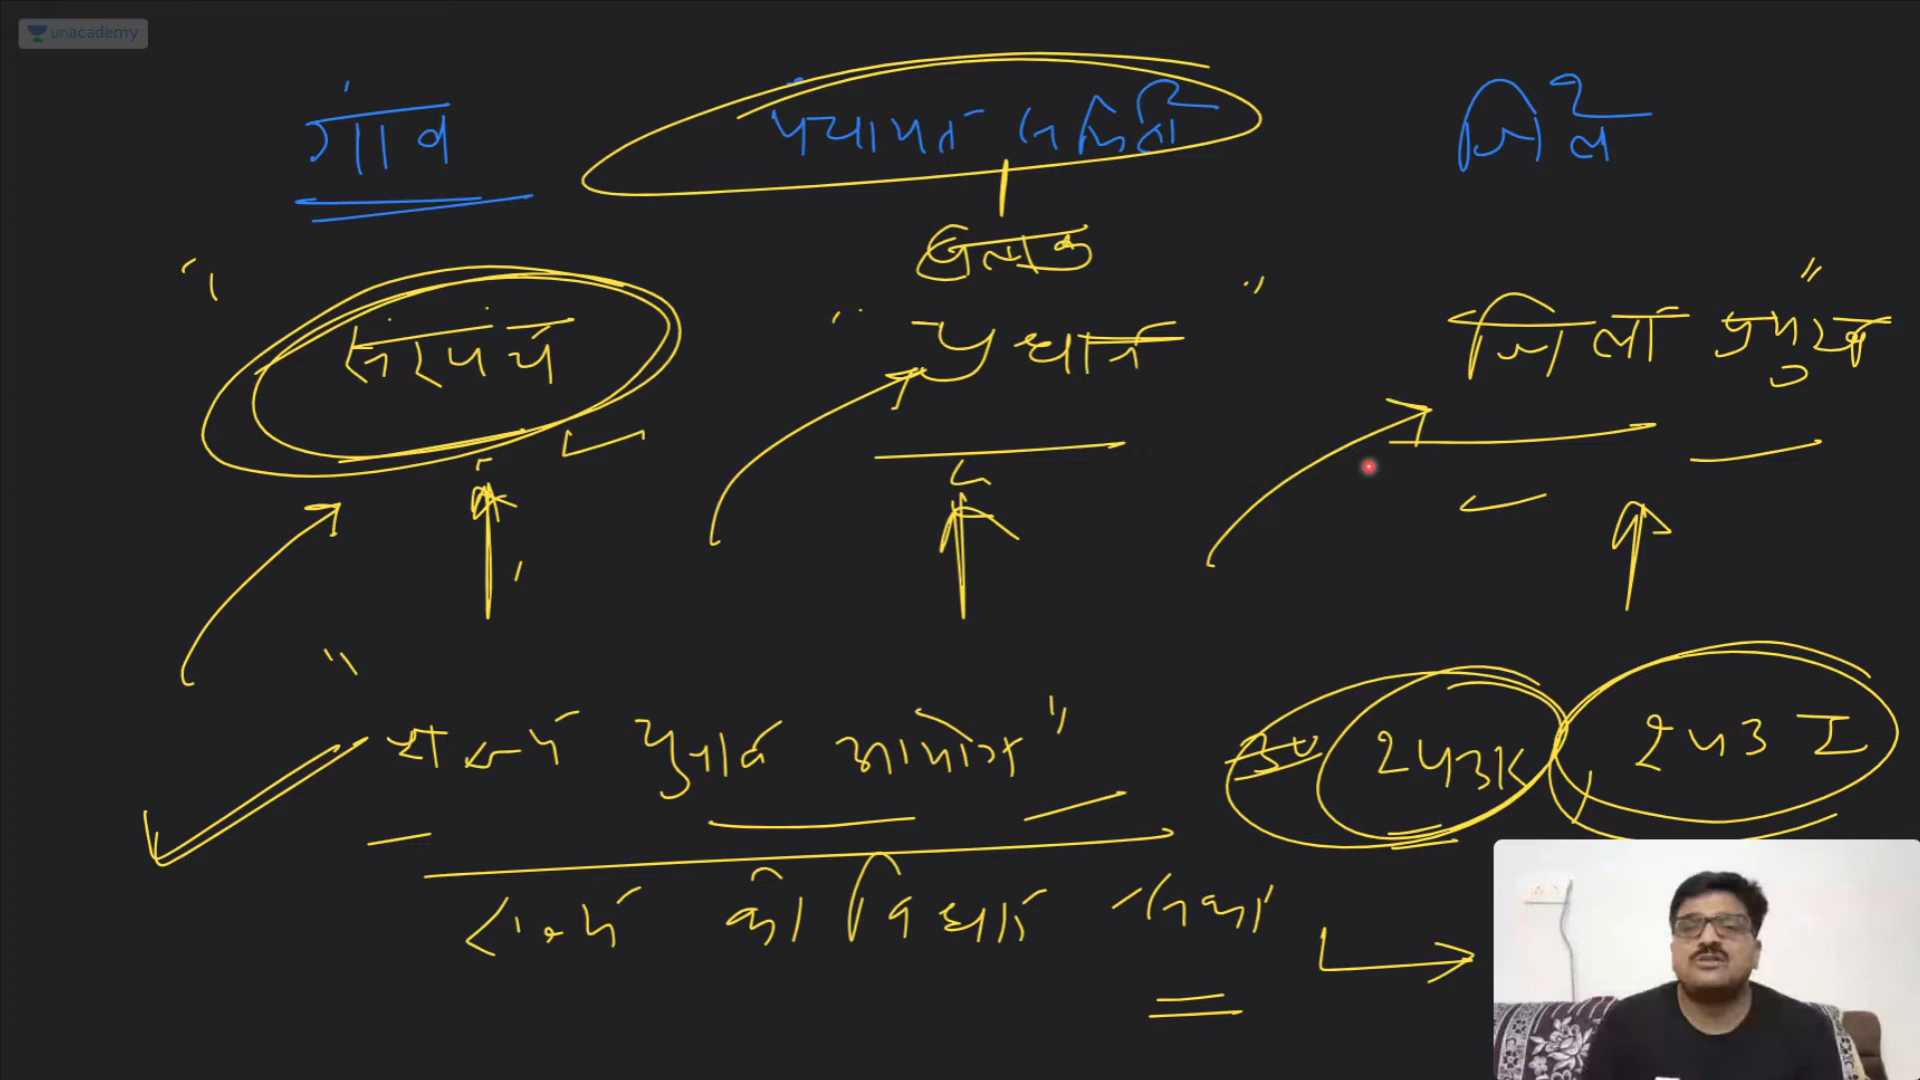 unacademy
गांव पंचायत समिति जिले
ब्लाक
"सरपंच" "प्रधान" "जिला प्रमुख"
"राज्य चुनाव आयोग" 243K 243 I
राज्य की विधान सभा